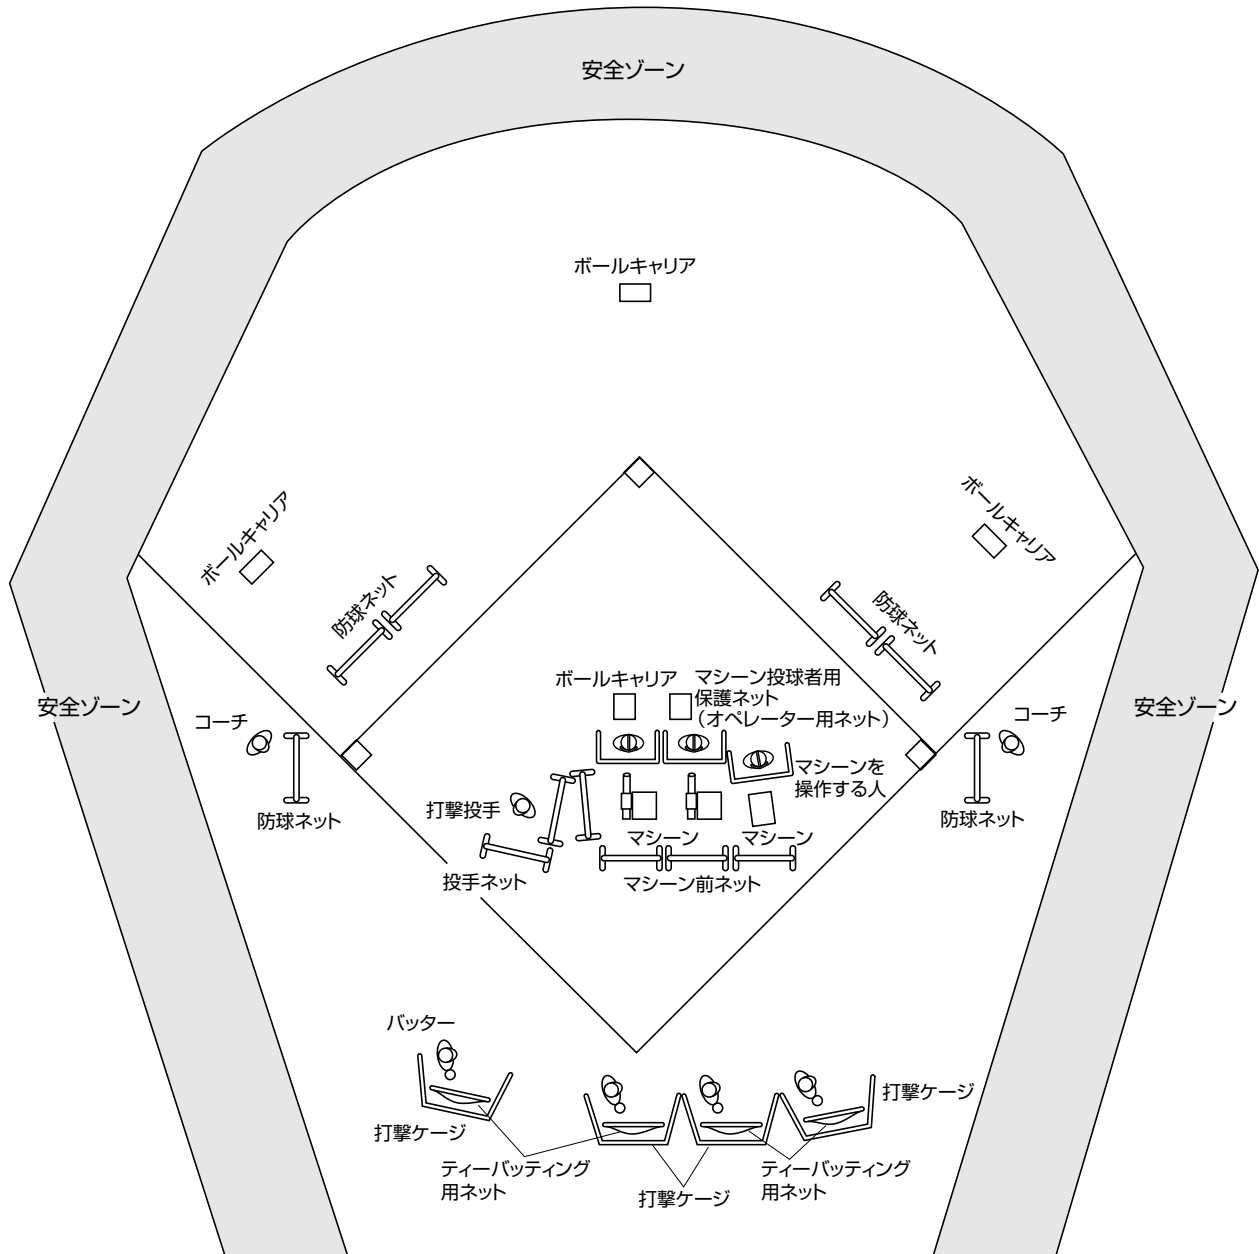 安全ゾーン
ボールキャリア
ボールキャリア
ボールキャリア
防球ネット
防球ネット
ボールキャリア
マシーン投球者用
保護ネット
（オペレーター用ネット）
安全ゾーン
安全ゾーン
コーチ
コーチ
マシーンを
操作する人
打撃投手
防球ネット
防球ネット
マシーン
マシーン
投手ネット
マシーン前ネット
バッター
打撃ケージ
打撃ケージ
ティーバッティング
用ネット
ティーバッティング
用ネット
打撃ケージ